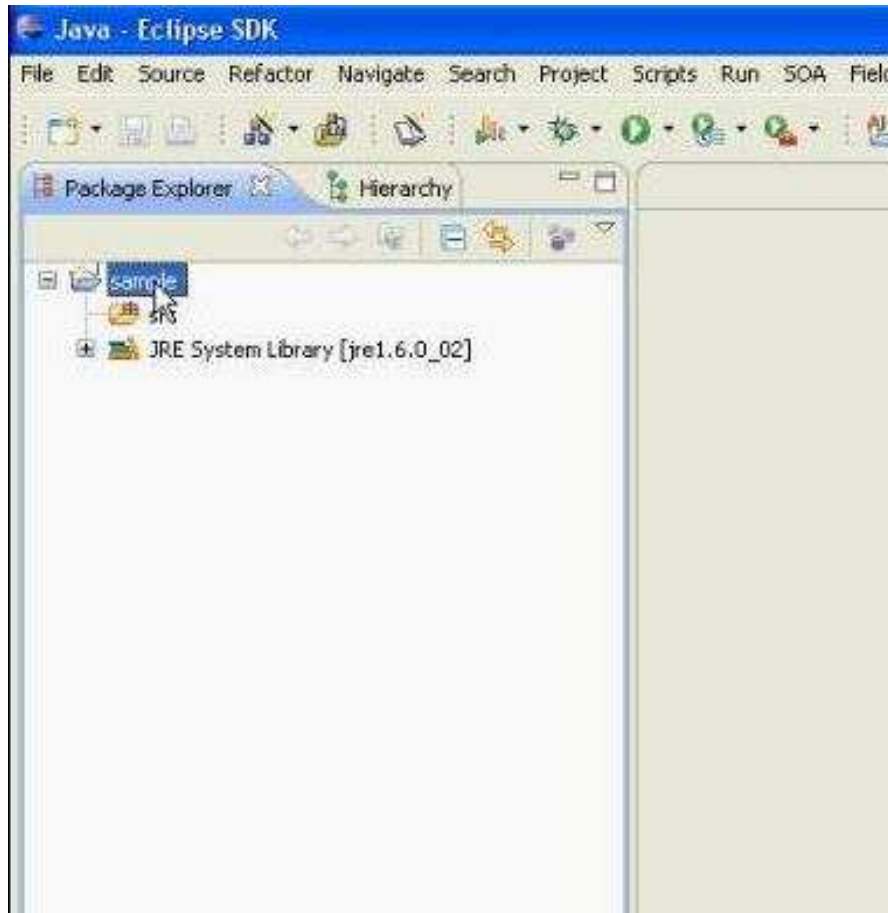 Java - Eclipse SDK
File Edit Source Refactor Navigate Search Project Scripts Run SOA Field
Package Explorer Hierarchy
sample
src
JRE System Library [jre1.6.0_02]